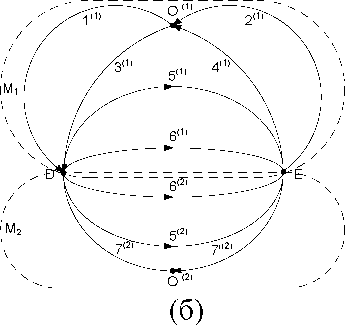 O⁽¹⁾
1⁽¹⁾ 2⁽¹⁾
3⁽¹⁾ 4⁽¹⁾
M₁ 5⁽¹⁾
6⁽¹⁾
D E
6⁽²⁾
M₂ 5⁽²⁾
7⁽²⁾ 7⁽²⁾
O⁽²⁾
(б)